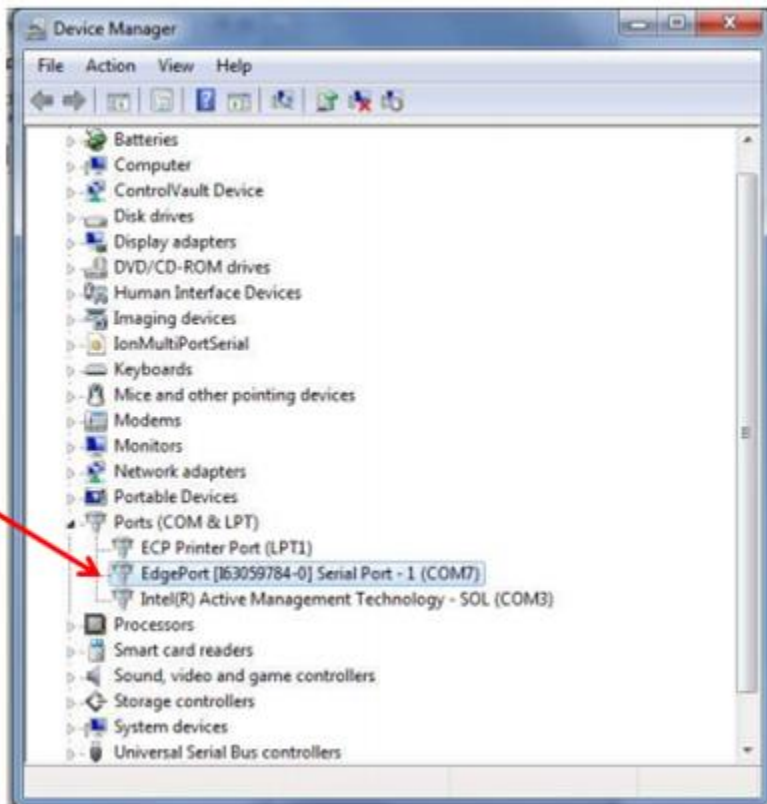 Device Manager
File Action View Help
Batteries
Computer
ControlVault Device
Disk drives
Display adapters
DVD/CD-ROM drives
Human Interface Devices
Imaging devices
IonMultiPortSerial
Keyboards
Mice and other pointing devices
Modems
Monitors
Network adapters
Portable Devices
Ports (COM & LPT)
ECP Printer Port (LPT1)
EdgePort [I63059784-0] Serial Port - 1 (COM7)
Intel(R) Active Management Technology - SOL (COM3)
Processors
Smart card readers
Sound, video and game controllers
Storage controllers
System devices
Universal Serial Bus controllers